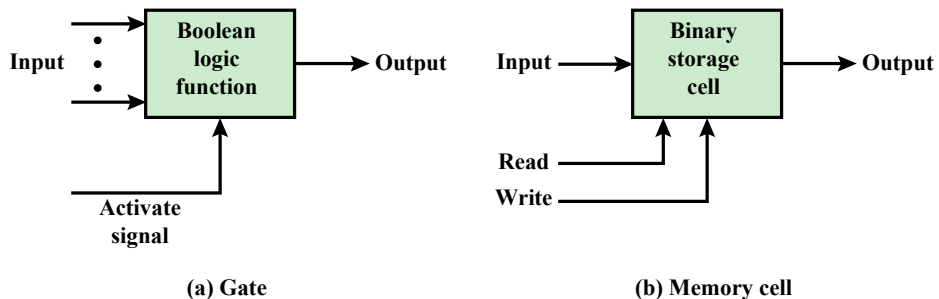 Input
Boolean
logic
function
Output
Activate
signal
(a) Gate
Input
Binary
storage
cell
Output
Read
Write
(b) Memory cell